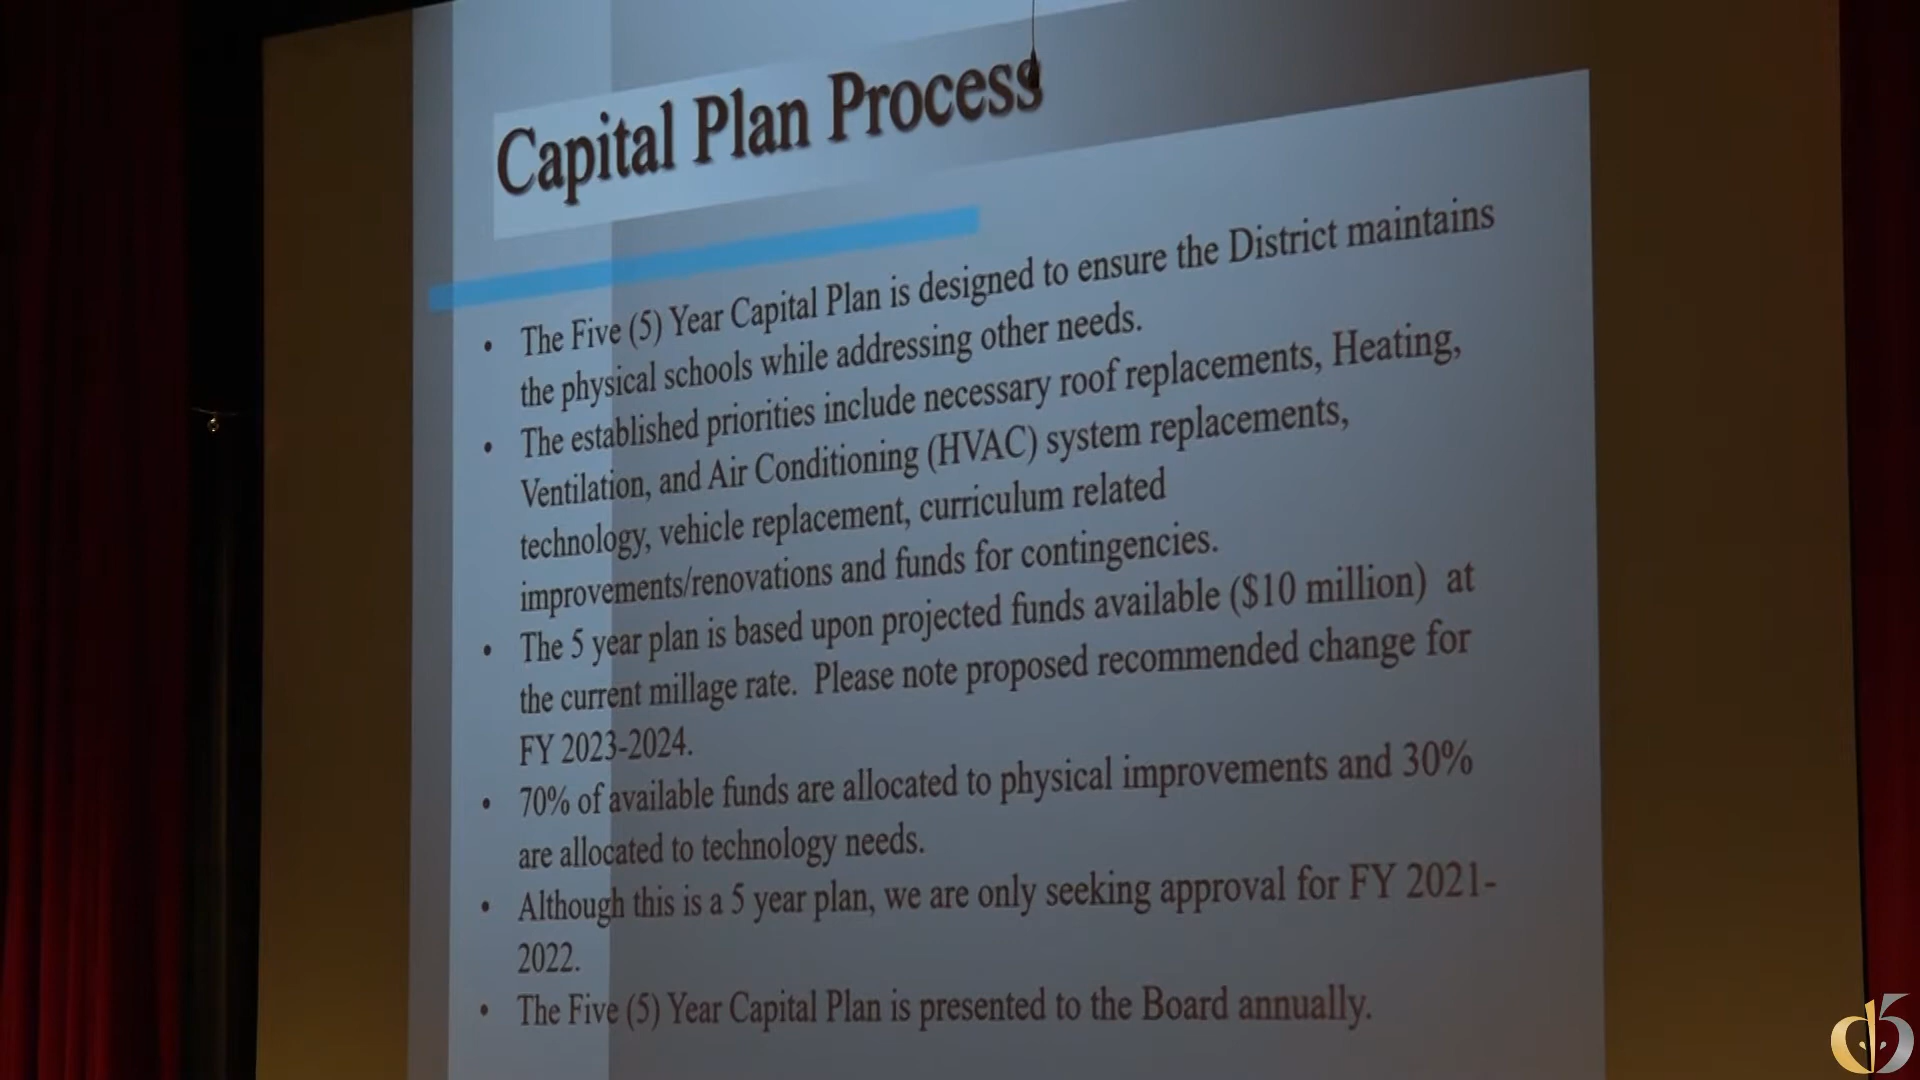 Capital Plan Process
• The Five (5) Year Capital Plan is designed to ensure the District maintains
the physical schools while addressing other needs.
• The established priorities include necessary roof replacements, Heating,
Ventilation, and Air Conditioning (HVAC) system replacements,
technology, vehicle replacement, curriculum related
improvements/renovations and funds for contingencies.
• The 5 year plan is based upon projected funds available ($10 million) at
the current millage rate. Please note proposed recommended change for
FY 2023-2024.
• 70% of available funds are allocated to physical improvements and 30%
are allocated to technology needs.
• Although this is a 5 year plan, we are only seeking approval for FY 2021-
2022.
• The Five (5) Year Capital Plan is presented to the Board annually.
d5